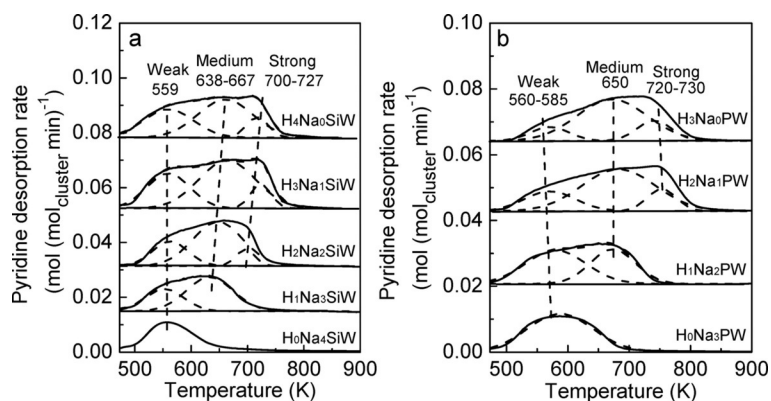 a
Weak
559
Medium
638-667
Strong
700-727
H4Na0SiW
H3Na1SiW
H2Na2SiW
H1Na3SiW
H0Na4SiW
0.12
0.10
0.08
0.06
0.04
0.02
0.00
500 600 700 800 900
Temperature (K)
Pyridine desorption rate
(mol (molcluster min)⁻¹)
b
Weak
560-585
Medium
650
Strong
720-730
H3Na0PW
H2Na1PW
H1Na2PW
H0Na3PW
0.10
0.08
0.06
0.04
0.02
0.00
500 600 700 800 900
Temperature (K)
Pyridine desorption rate
(mol (molcluster min)⁻¹)